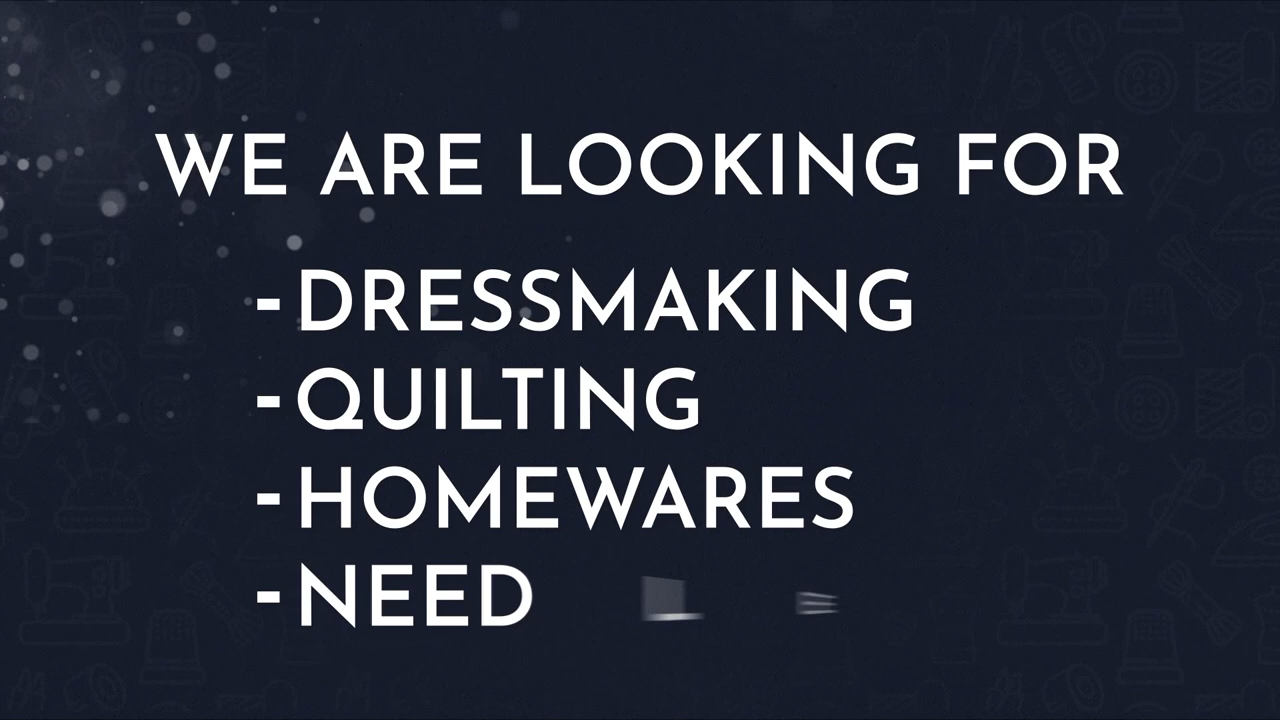 WE ARE LOOKING FOR
- DRESSMAKING
- QUILTING
- HOMEWARES
- NEED